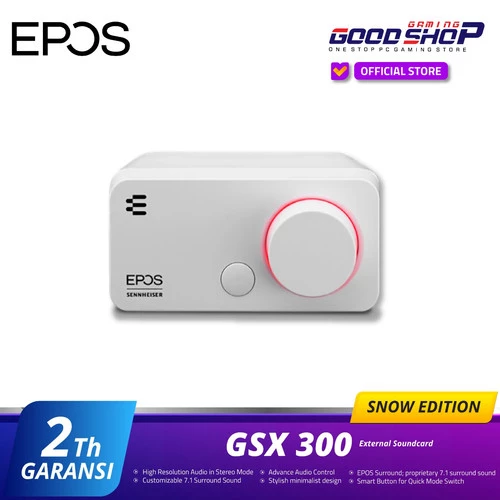 EPOS
GAMING
GOODSHOP
ONE STOP PC GAMING STORE
OFFICIAL STORE
EPOS
SENNHEISER
SNOW EDITION
2Th
GARANSI
GSX 300
External Soundcard
• High Resolution Audio in Stereo Mode
• Customizable 7.1 Surround Sound
• Advance Audio Control
• Stylish minimalist design
• EPOS Surround; proprietary 7.1 surround sound
• Smart Button for Quick Mode Switch